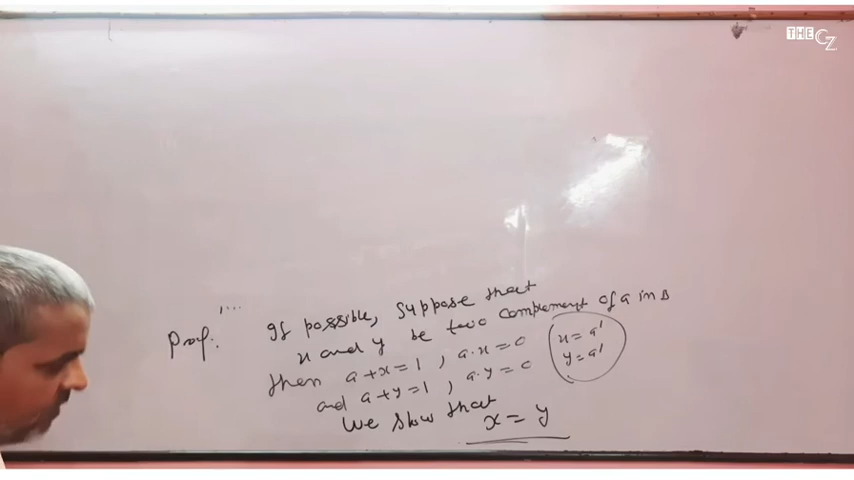 THE CZ
Proof: If possible, suppose that
x and y be two complement of a in B
Then a+x=1, a·x=0
and a+y=1, a·y=0
x=a'
y=a'
We show that
x = y